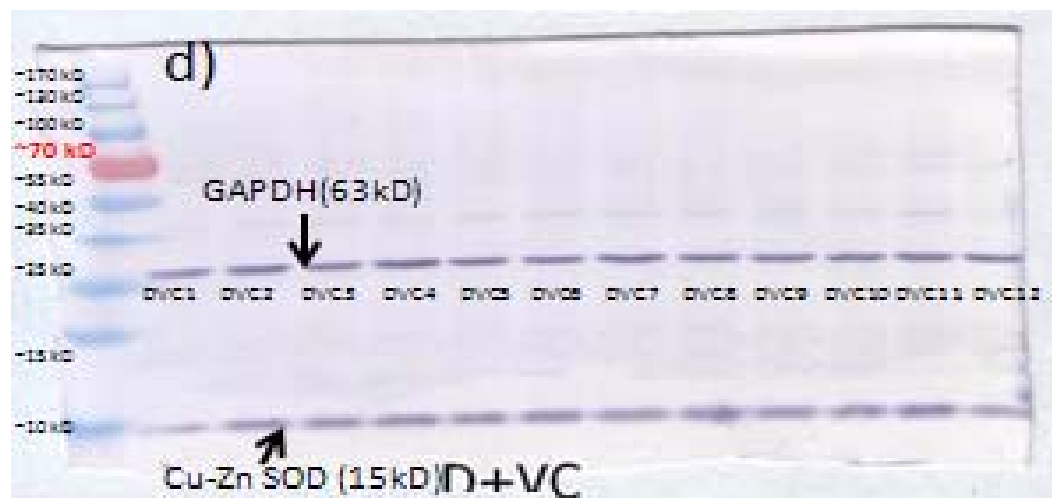 d)
~170 kD
~130 kD
~100 kD
~70 kD
~55 kD
~40 kD
~35 kD
GAPDH(63kD)
~25 kD
DVC1 DVC2 DVC3 DVC4 DVC5 DVC6 DVC7 DVC8 DVC9 DVC10 DVC11 DVC12
~15 kD
~10 kD
Cu-Zn SOD (15kD)
D+VC